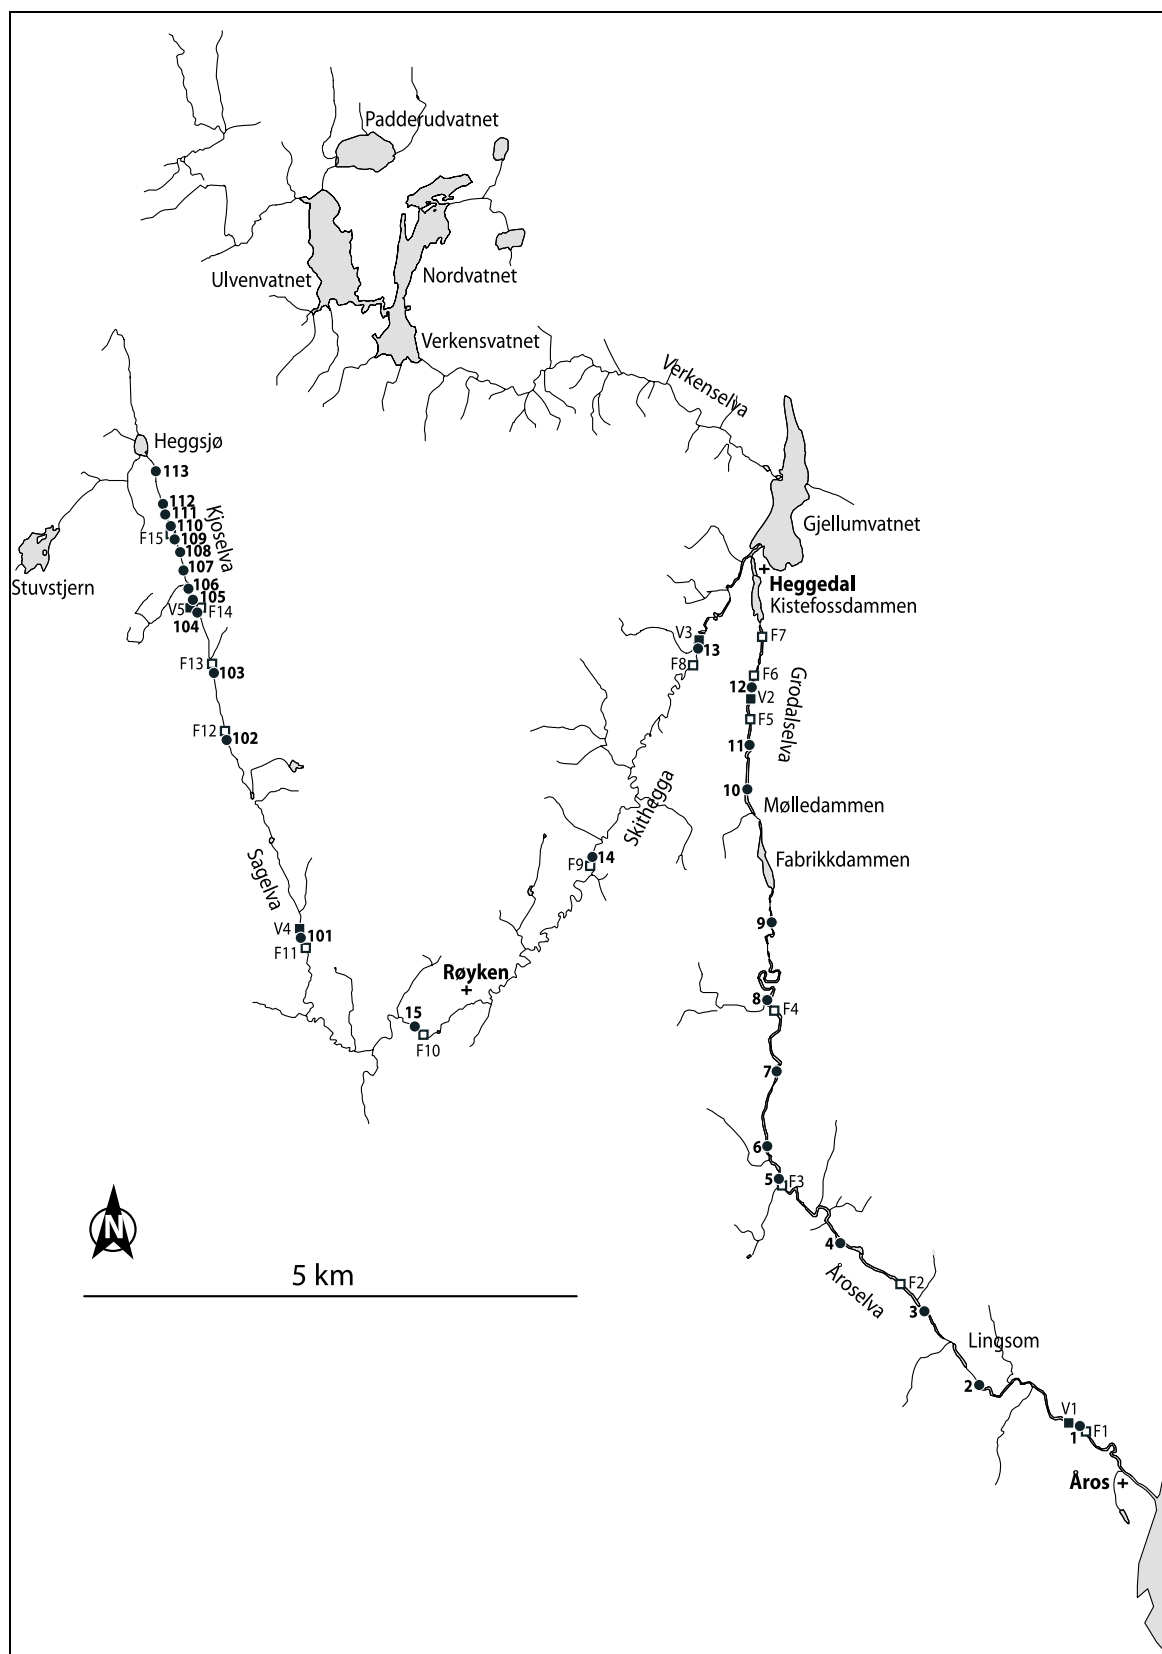 Padderudvatnet
Ulvenvatnet
Nordvatnet
Verkensvatnet
Verkenselva
Heggsjø
113
112
111
110
F15
109
108
Kjoselva
107
106
105
V5
F14
104
Stuvstjern
Gjellumvatnet
Heggedal
Kistefossdammen
V3
13
F8
F7
F6
12
V2
F5
Grodalselva
11
10
F13
103
F12
102
Mølledammen
Skithegga
Fabrikkdammen
14
F9
Sagelva
V4
101
F11
9
Røyken
8
F4
15
F10
7
6
5
F3
4
N
5 km
Åroselva
F2
3
Lingsom
2
V1
1
F1
Åros